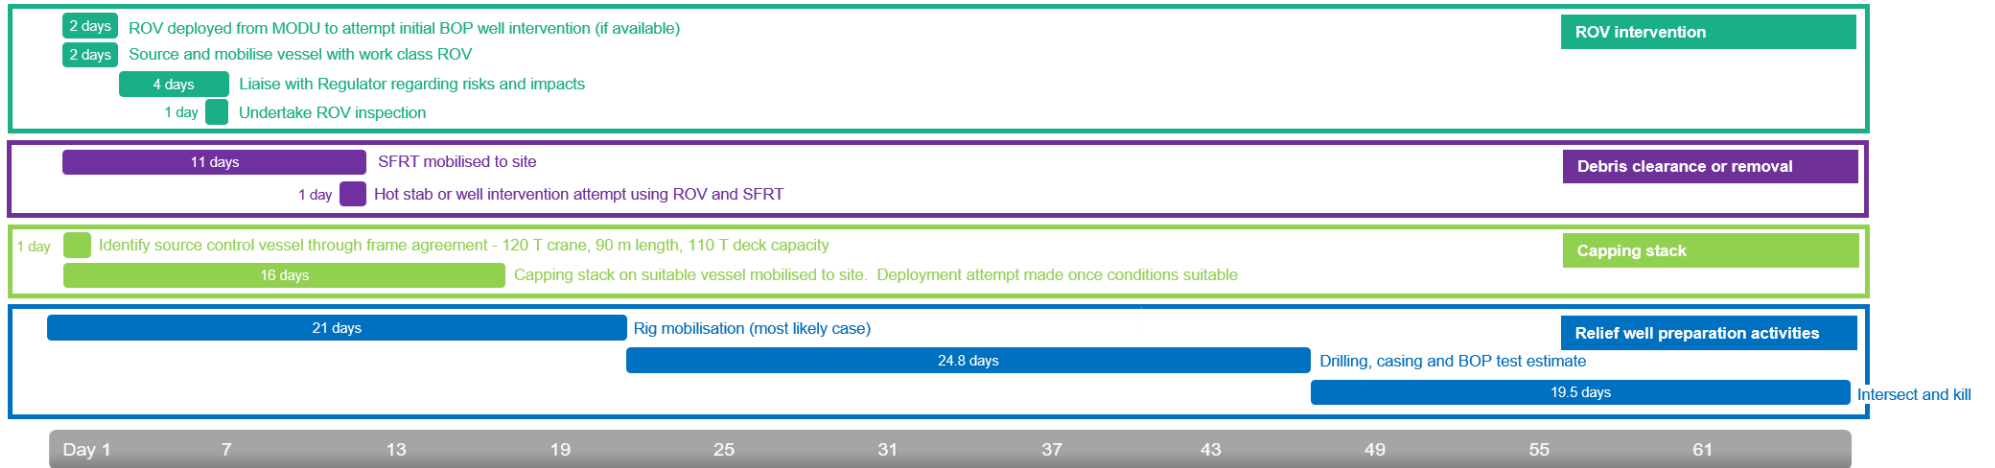 2 days ROV deployed from MODU to attempt initial BOP well intervention (if available)
ROV intervention
2 days Source and mobilise vessel with work class ROV
4 days Liaise with Regulator regarding risks and impacts
1 day Undertake ROV inspection
11 days SFRT mobilised to site
Debris clearance or removal
1 day Hot stab or well intervention attempt using ROV and SFRT
1 day Identify source control vessel through frame agreement - 120 T crane, 90 m length, 110 T deck capacity
Capping stack
16 days Capping stack on suitable vessel mobilised to site. Deployment attempt made once conditions suitable
21 days Rig mobilisation (most likely case)
Relief well preparation activities
24.8 days Drilling, casing and BOP test estimate
19.5 days Intersect and kill
Day 1 7 13 19 25 31 37 43 49 55 61